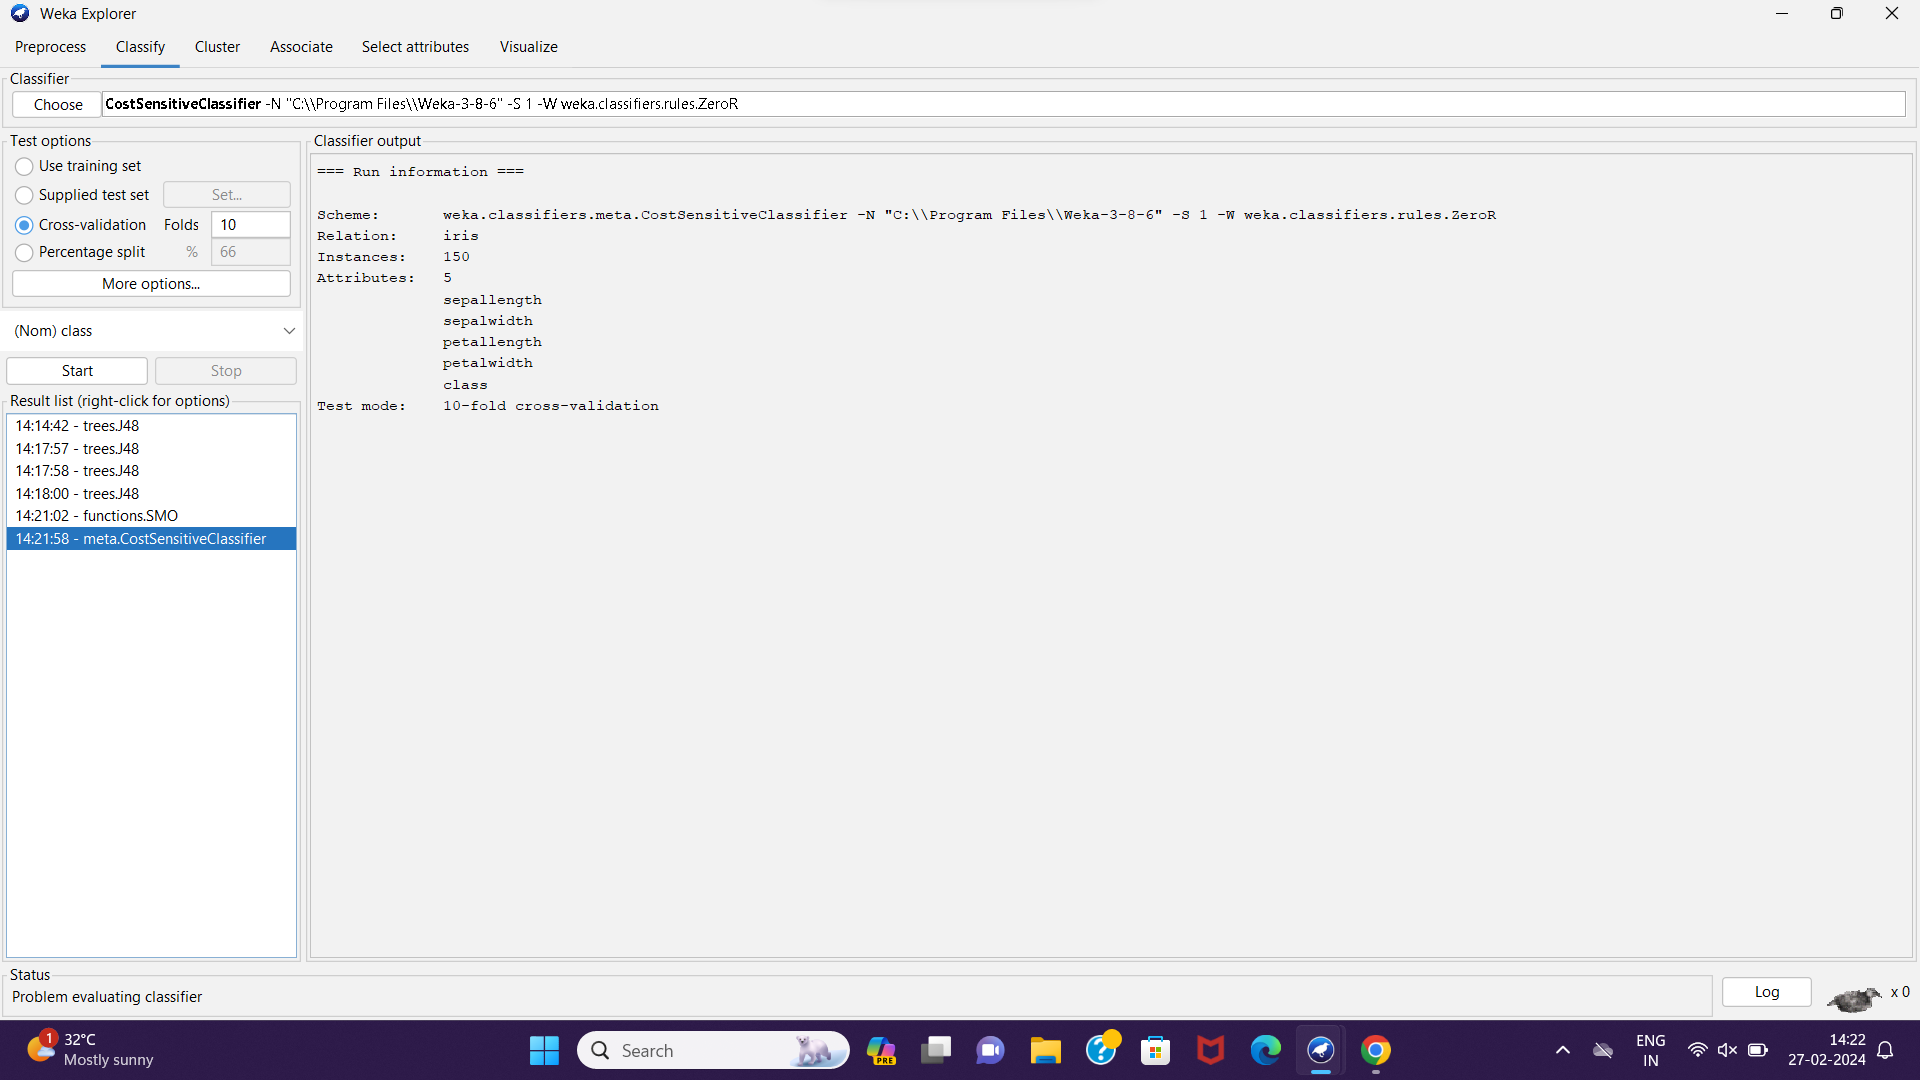 Weka Explorer
Preprocess Classify Cluster Associate Select attributes Visualize
Classifier
Choose CostSensitiveClassifier -N "C:\\Program Files\\Weka-3-8-6" -S 1 -W weka.classifiers.rules.ZeroR
Test options
Use training set
Supplied test set Set...
Cross-validation Folds 10
Percentage split % 66
More options...
(Nom) class
Start Stop
Result list (right-click for options)
14:14:42 - trees.J48
14:17:57 - trees.J48
14:17:58 - trees.J48
14:18:00 - trees.J48
14:21:02 - functions.SMO
14:21:58 - meta.CostSensitiveClassifier
Classifier output
=== Run information ===
Scheme: weka.classifiers.meta.CostSensitiveClassifier -N "C:\\Program Files\\Weka-3-8-6" -S 1 -W weka.classifiers.rules.ZeroR
Relation: iris
Instances: 150
Attributes: 5
sepallength
sepalwidth
petallength
petalwidth
class
Test mode: 10-fold cross-validation
Status
Problem evaluating classifier
Log x 0
1 32°C
Mostly sunny
Search
PRE
ENG
IN
14:22
27-02-2024